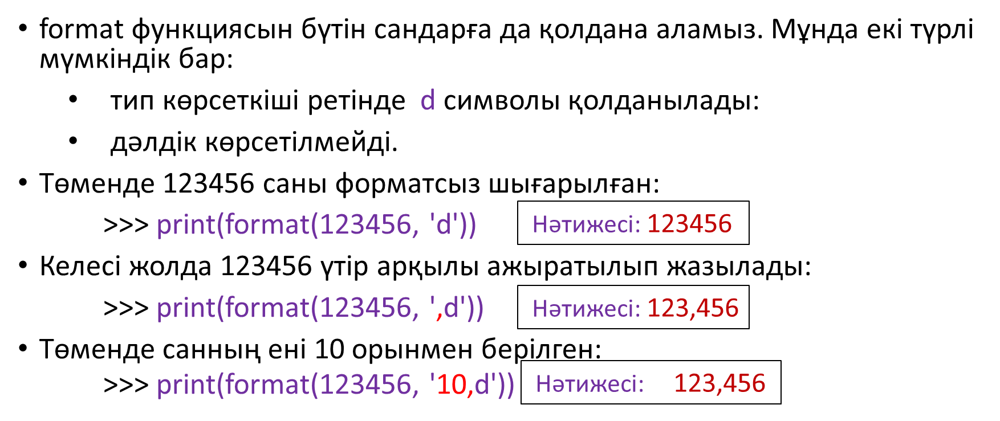 • format функциясын бүтін сандарға да қолдана аламыз. Мұнда екі түрлі
мүмкіндік бар:
• тип көрсеткіші ретінде d символы қолданылады:
• дәлдік көрсетілмейді.
• Төменде 123456 саны форматсыз шығарылған:
>>> print(format(123456, 'd')) Нәтижесі: 123456
• Келесі жолда 123456 үтір арқылы ажыратылып жазылады:
>>> print(format(123456, ',d')) Нәтижесі: 123,456
• Төменде санның ені 10 орынмен берілген:
>>> print(format(123456, '10,d')) Нәтижесі: 123,456